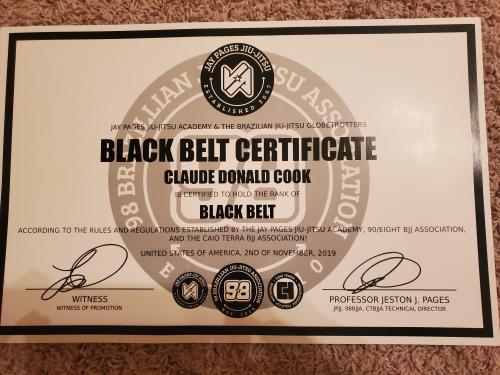 JAY PAGES JIU-JITSU
ESTABLISHED 2007
JAY PAGES JIU-JITSU ACADEMY & THE BRAZILIAN JIU-JITSU GLOBETROTTERS
BLACK BELT CERTIFICATE
CLAUDE DONALD COOK
IS CERTIFIED TO HOLD THE RANK OF
BLACK BELT
ACCORDING TO THE RULES AND REGULATIONS ESTABLISHED BY THE JAY PAGES JIU-JITSU ACADEMY, 90/EIGHT BJJ ASSOCIATION,
AND THE CAIO TERRA BJJ ASSOCIATION!
UNITED STATES OF AMERICA, 2ND OF NOVEMBER, 2019
WITNESS
WITNESS OF PROMOTION
98
PROFESSOR JESTON J. PAGES
JPJJ, 98BJJA, CTBJJA TECHNICAL DIRECTOR